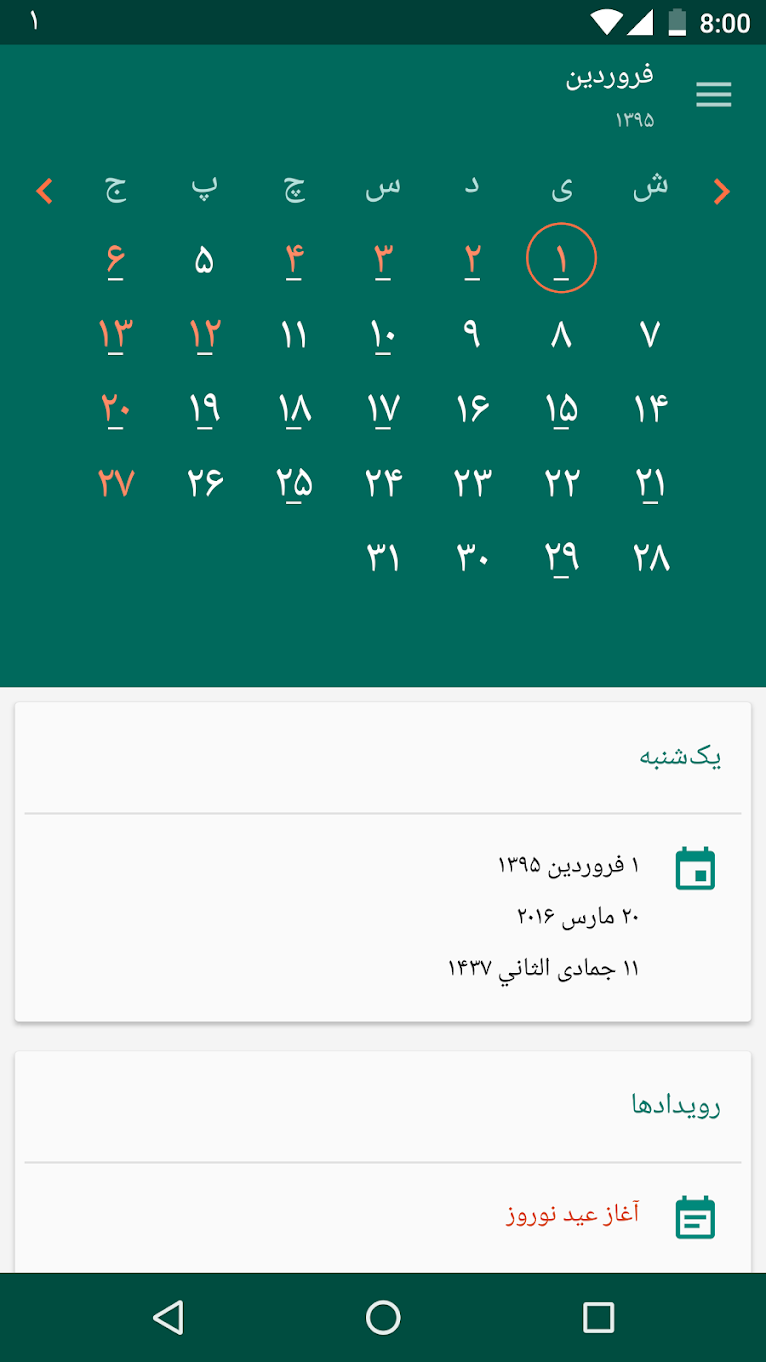 ۱ 8:00
فروردین
۱۳۹۵
ش ی د س چ پ ج
۱ ۲ ۳ ۴ ۵ ۶
۷ ۸ ۹ ۱۰ ۱۱ ۱۲ ۱۳
۱۴ ۱۵ ۱۶ ۱۷ ۱۸ ۱۹ ۲۰
۲۱ ۲۲ ۲۳ ۲۴ ۲۵ ۲۶ ۲۷
۲۸ ۲۹ ۳۰ ۳۱
یک‌شنبه
۱ فروردین ۱۳۹۵
۲۰ مارس ۲۰۱۶
۱۱ جمادی الثاني ۱۴۳۷
رویدادها
آغاز عید نوروز